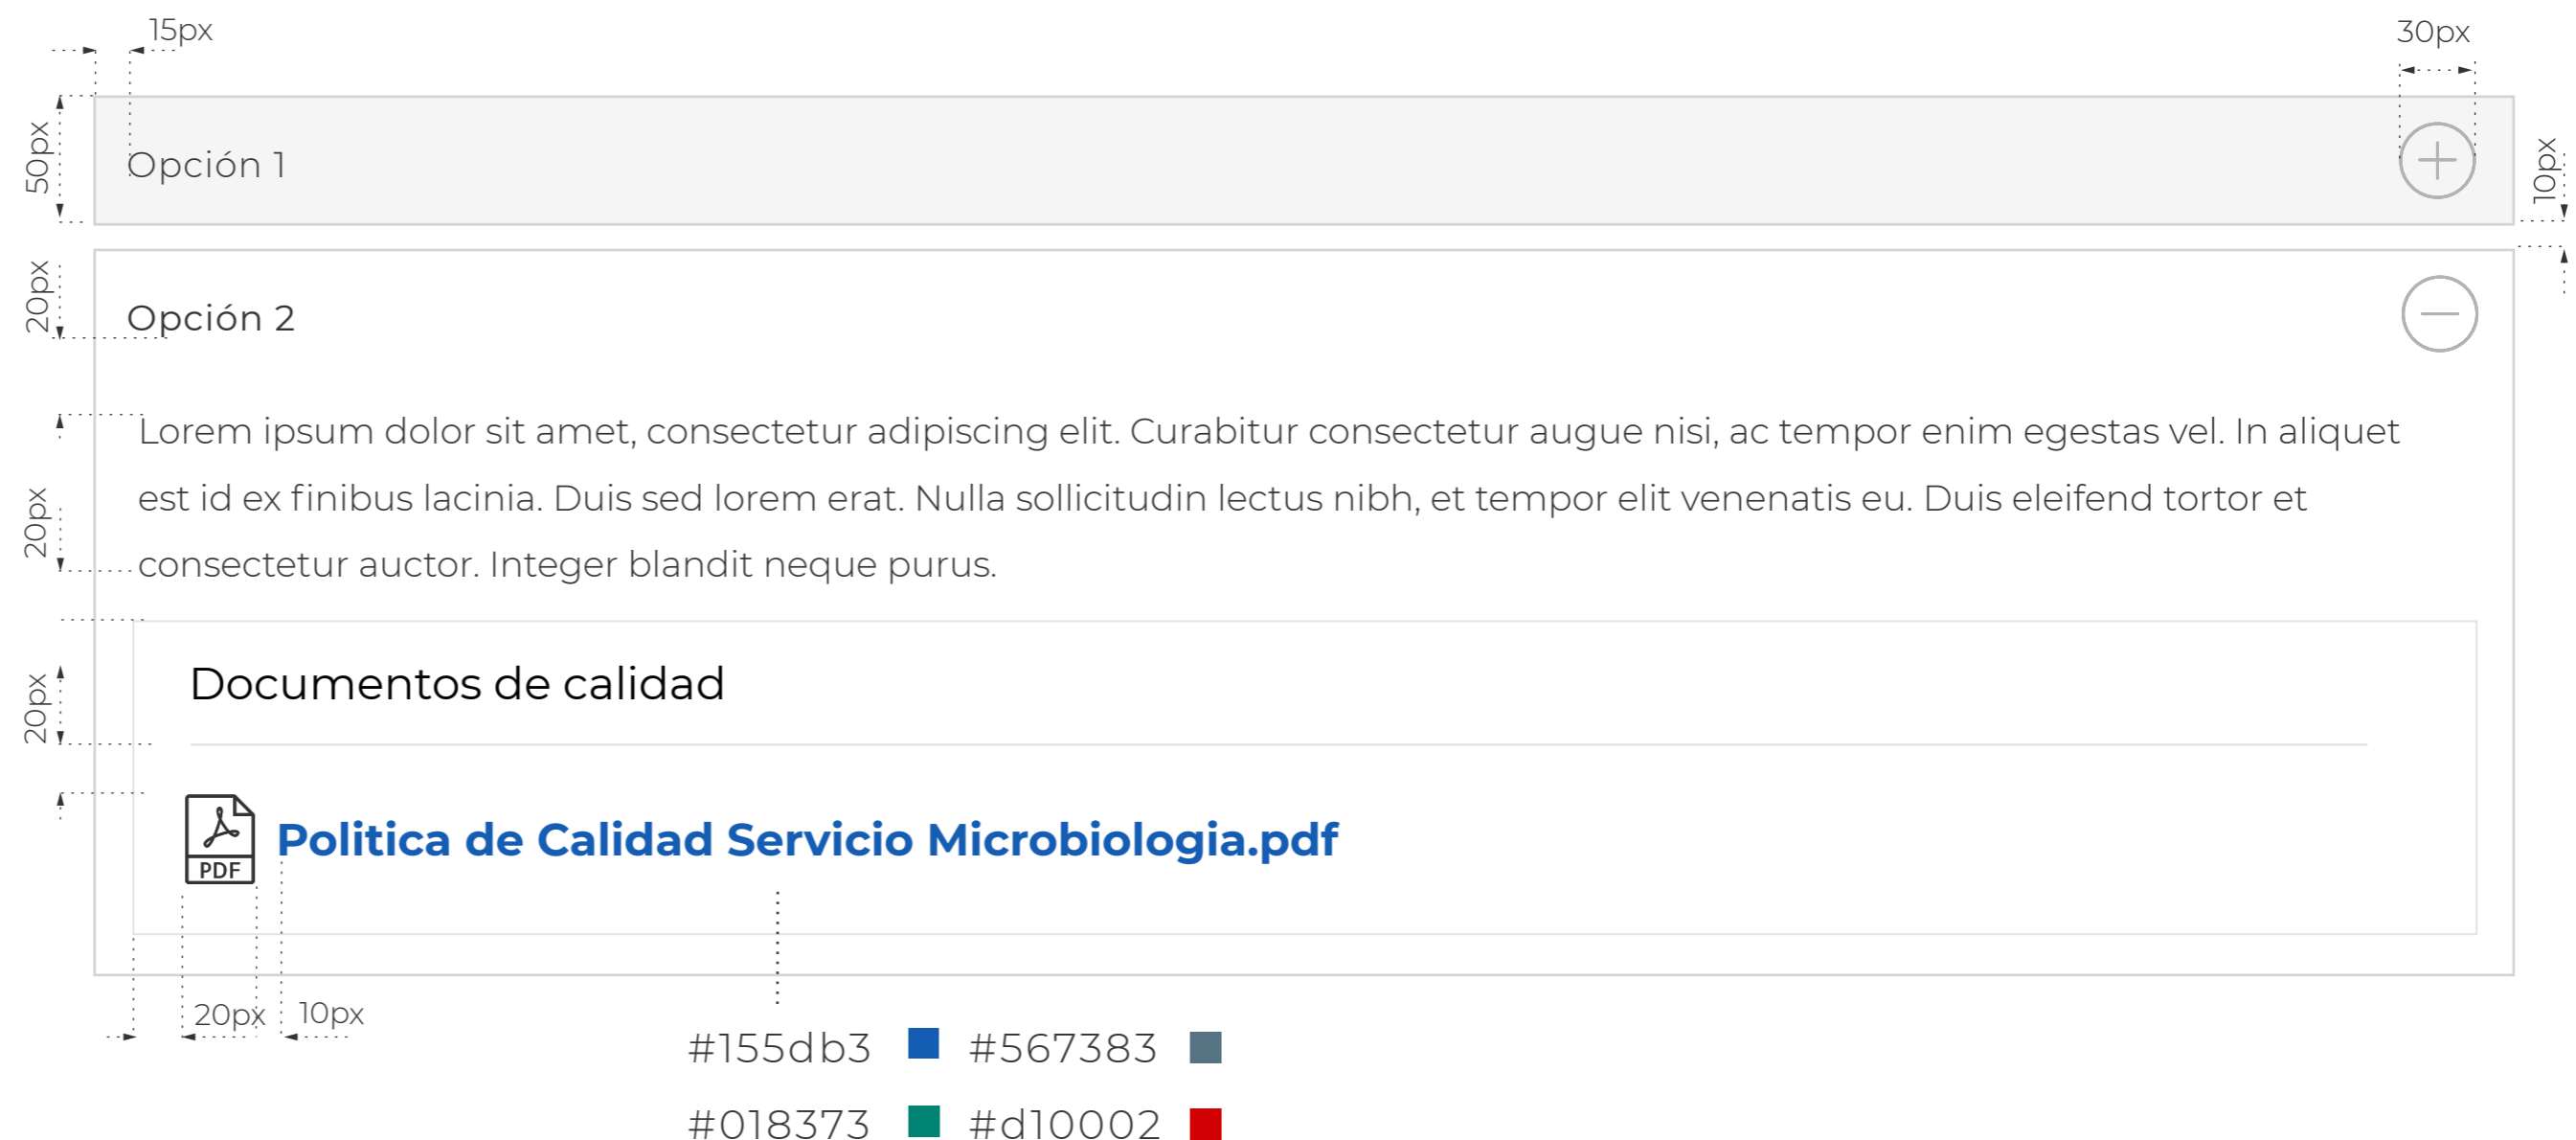 15px
30px
50px
Opción 1
10px
20px
Opción 2
Lorem ipsum dolor sit amet, consectetur adipiscing elit. Curabitur consectetur augue nisi, ac tempor enim egestas vel. In aliquet
20px
est id ex finibus lacinia. Duis sed lorem erat. Nulla sollicitudin lectus nibh, et tempor elit venenatis eu. Duis eleifend tortor et
consectetur auctor. Integer blandit neque purus.
20px
Documentos de calidad
PDF
Politica de Calidad Servicio Microbiologia.pdf
20px
10px
#155db3
#567383
#018373
#d10002